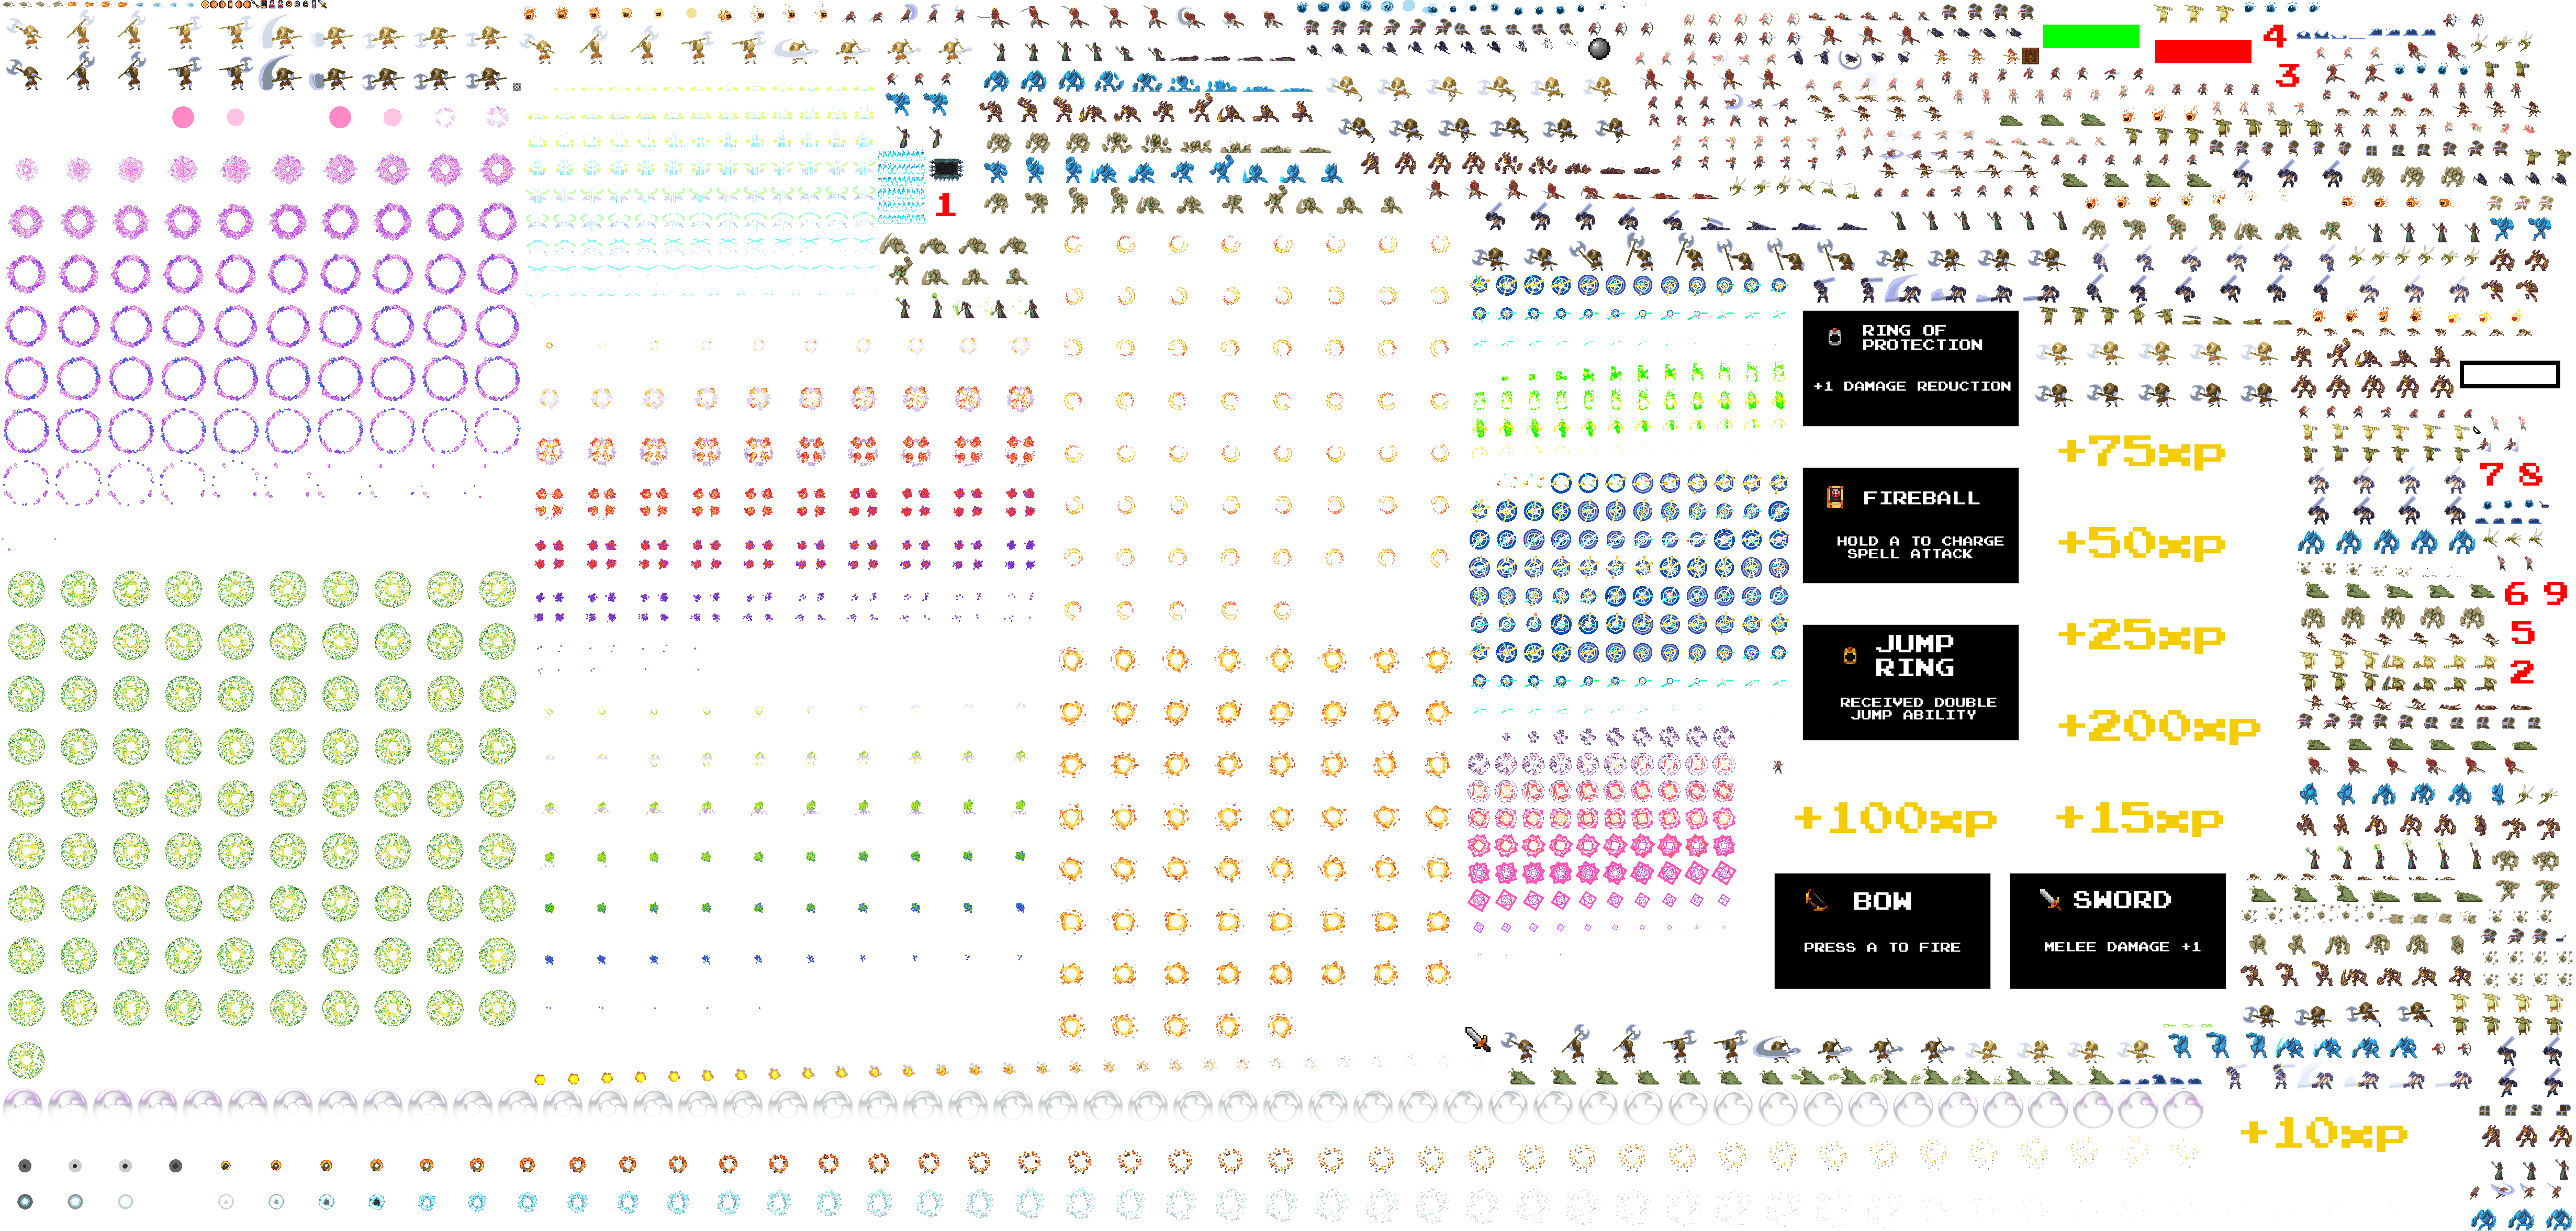 4
3
1
RING OF
PROTECTION
+1 DAMAGE REDUCTION
+75xp
7 8
FIREBALL
HOLD A TO CHARGE
SPELL ATTACK
+50xp
6 9
5
2
JUMP
RING
RECEIVED DOUBLE
JUMP ABILITY
+25xp
+200xp
+100xp
+15xp
BOW
PRESS A TO FIRE
SWORD
MELEE DAMAGE +1
+10xp